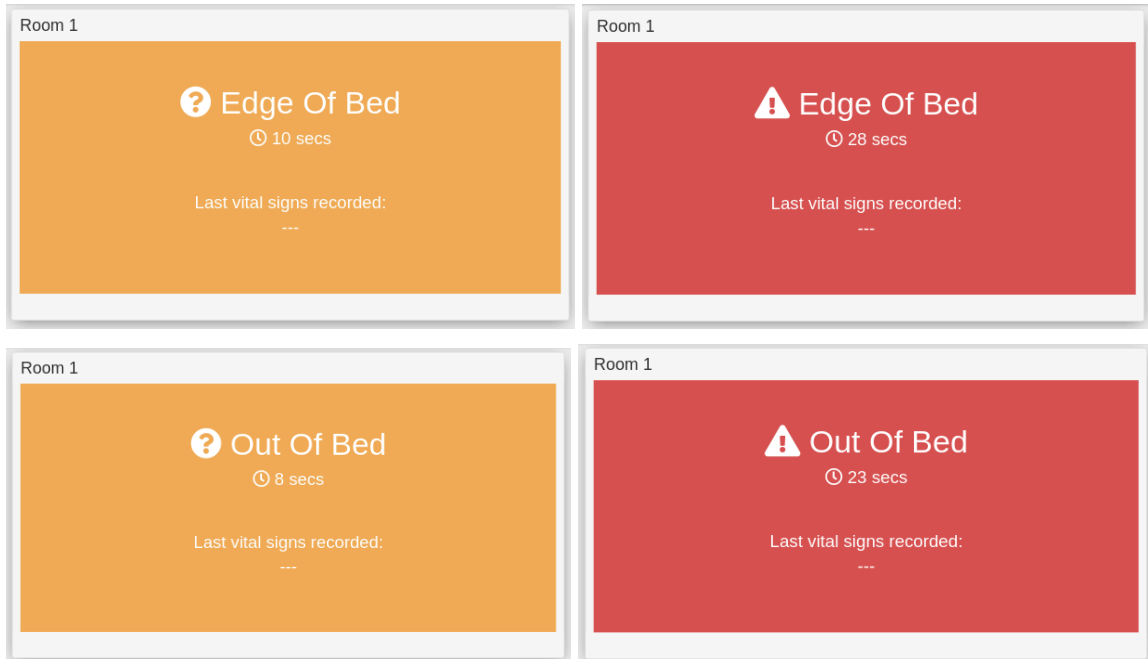 Room 1
Edge Of Bed
10 secs
Last vital signs recorded:
---
Room 1
Edge Of Bed
28 secs
Last vital signs recorded:
---
Room 1
Out Of Bed
8 secs
Last vital signs recorded:
---
Room 1
Out Of Bed
23 secs
Last vital signs recorded:
---